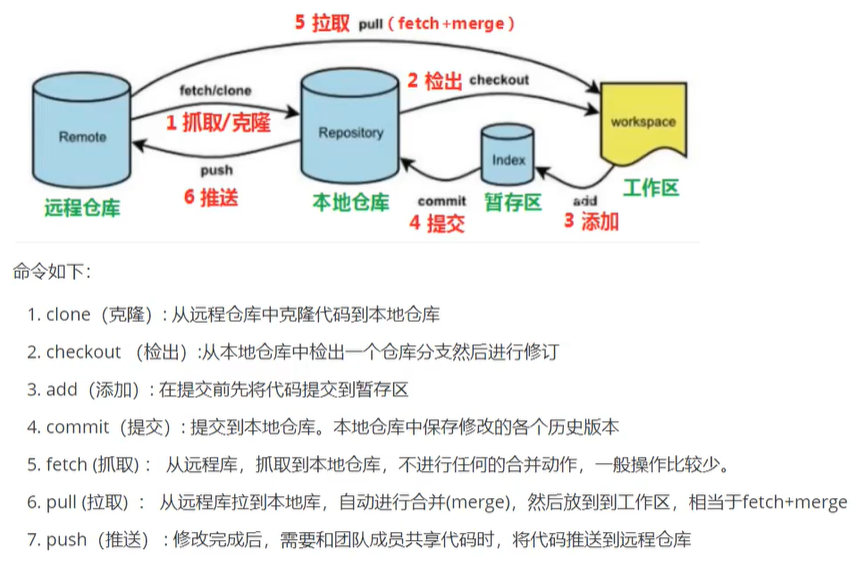 5 拉取 pull（fetch+merge）
fetch/clone
2 检出 checkout
1 抓取/克隆
Remote
Repository
workspace
Index
push
commit
add
6 推送
4 提交
3 添加
远程仓库
本地仓库
暂存区
工作区
命令如下：
1. clone（克隆）: 从远程仓库中克隆代码到本地仓库
2. checkout （检出）:从本地仓库中检出一个仓库分支然后进行修订
3. add（添加）: 在提交前先将代码提交到暂存区
4. commit（提交）: 提交到本地仓库。本地仓库中保存修改的各个历史版本
5. fetch (抓取) ： 从远程库，抓取到本地仓库，不进行任何的合并动作，一般操作比较少。
6. pull (拉取) ： 从远程库拉到本地库，自动进行合并(merge)，然后放到到工作区，相当于fetch+merge
7. push（推送） : 修改完成后，需要和团队成员共享代码时，将代码推送到远程仓库